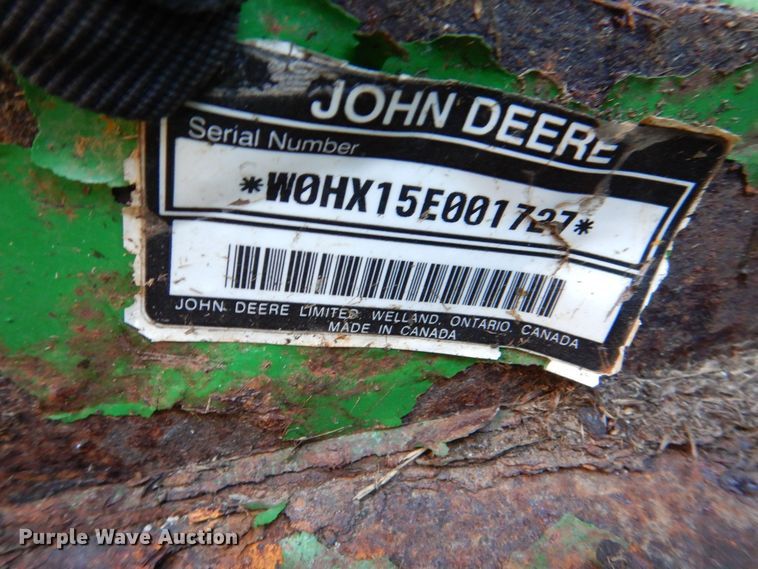 JOHN DEERE
Serial Number
*W0HX15E001727*
JOHN DEERE LIMITED, WELLAND, ONTARIO, CANADA
MADE IN CANADA
Purple Wave Auction